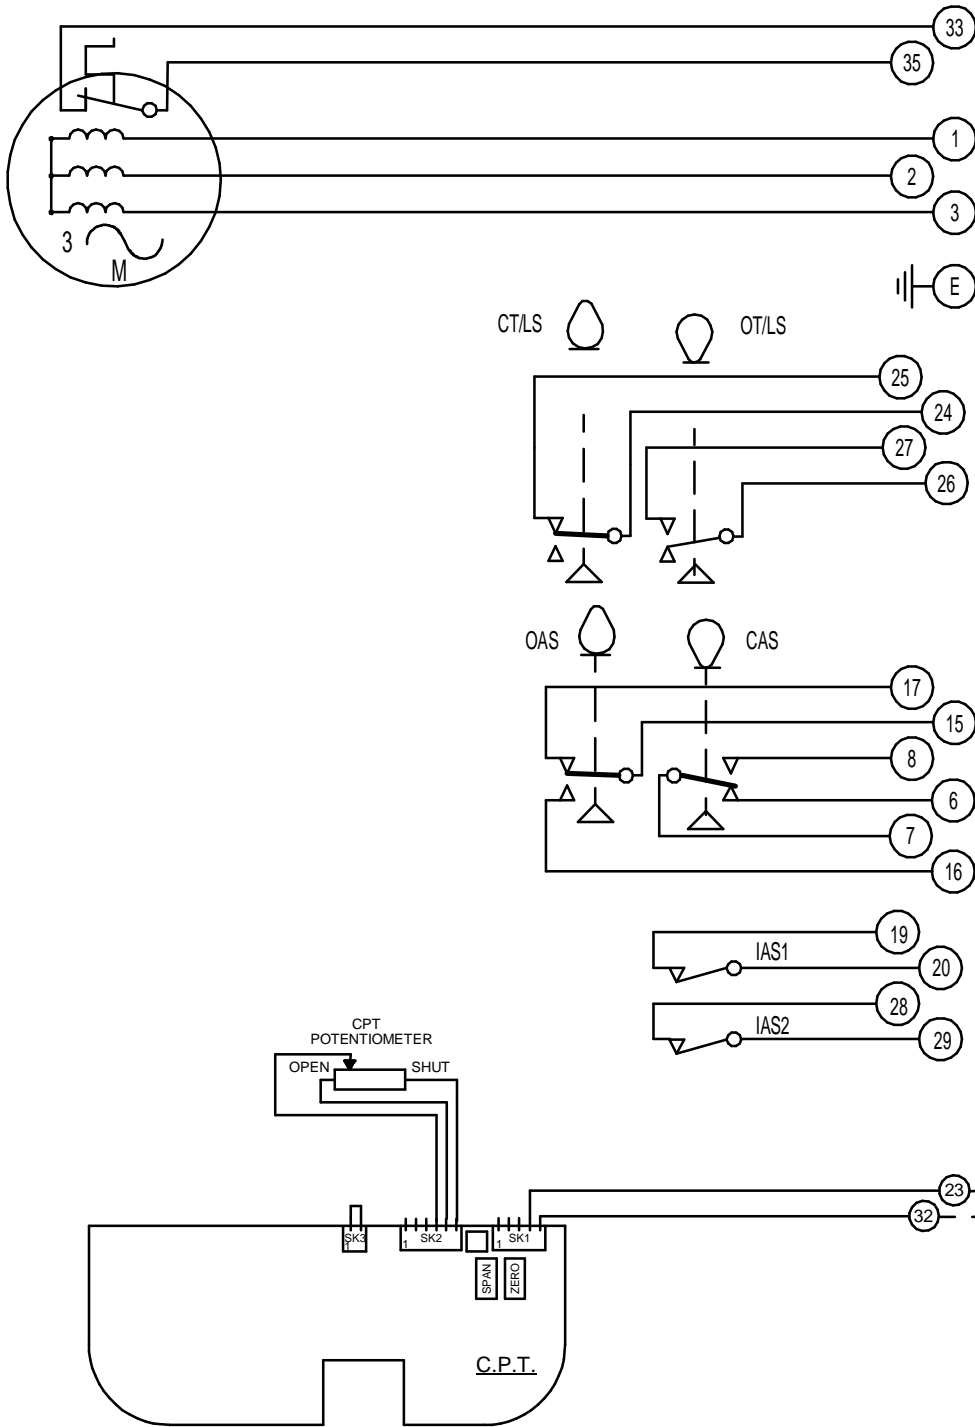 33
35
1
2
3
3
M
E
CT/LS
OT/LS
25
24
27
26
OAS
CAS
17
15
8
6
7
16
19
IAS1
20
28
IAS2
29
CPT
POTENTIOMETER
OPEN
SHUT
23
32
SK3
1
SK2
1
SK1
1
SPAN
ZERO
C.P.T.